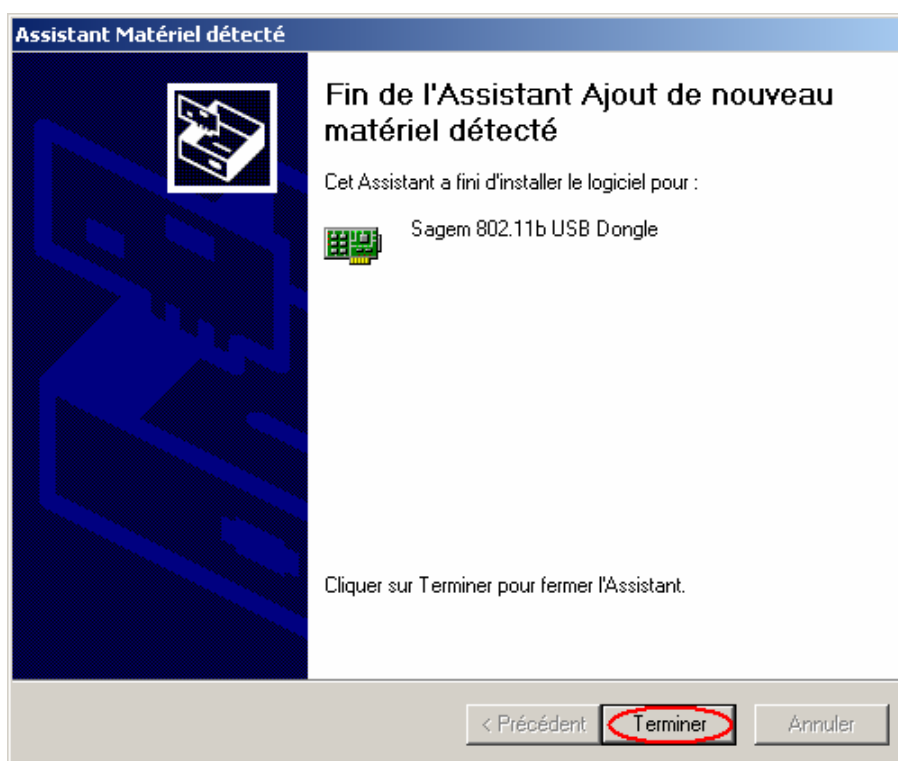 Assistant Matériel détecté
Fin de l'Assistant Ajout de nouveau
matériel détecté
Cet Assistant a fini d'installer le logiciel pour :
Sagem 802.11b USB Dongle
Cliquer sur Terminer pour fermer l'Assistant.
< Précédent Terminer Annuler